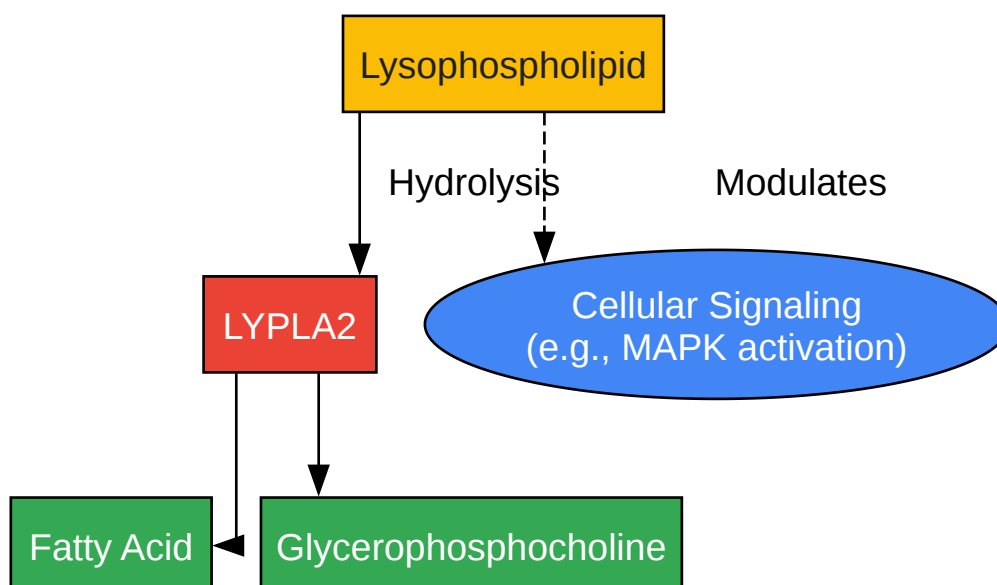 Lysophospholipid
Hydrolysis
Modulates
LYPLA2
Cellular Signaling
(e.g., MAPK activation)
Fatty Acid
Glycerophosphocholine